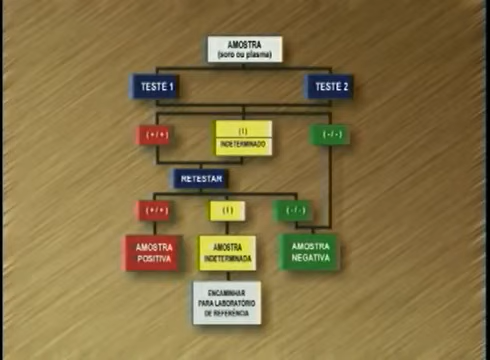 AMOSTRA
(soro ou plasma)
TESTE 1
TESTE 2
(+/+)
( I )
INDETERMINADO
(-/-)
RETESTAR
(+/+)
( I )
(-/-)
AMOSTRA
POSITIVA
AMOSTRA
INDETERMINADA
AMOSTRA
NEGATIVA
ENCAMINHAR
PARA LABORATÓRIO
DE REFERÊNCIA